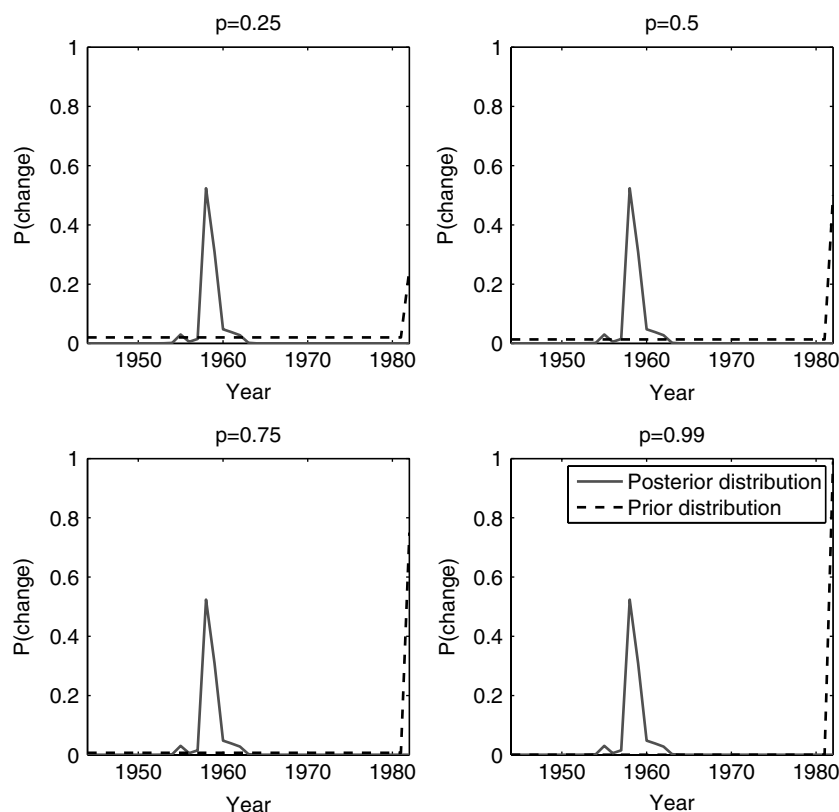 p=0.25
1
0.8
0.6
0.4
0.2
0
P(change)
1950 1960 1970 1980
Year
p=0.5
1
0.8
0.6
0.4
0.2
0
P(change)
1950 1960 1970 1980
Year
p=0.75
1
0.8
0.6
0.4
0.2
0
P(change)
1950 1960 1970 1980
Year
p=0.99
1
0.8
0.6
0.4
0.2
0
P(change)
Posterior distribution
Prior distribution
1950 1960 1970 1980
Year